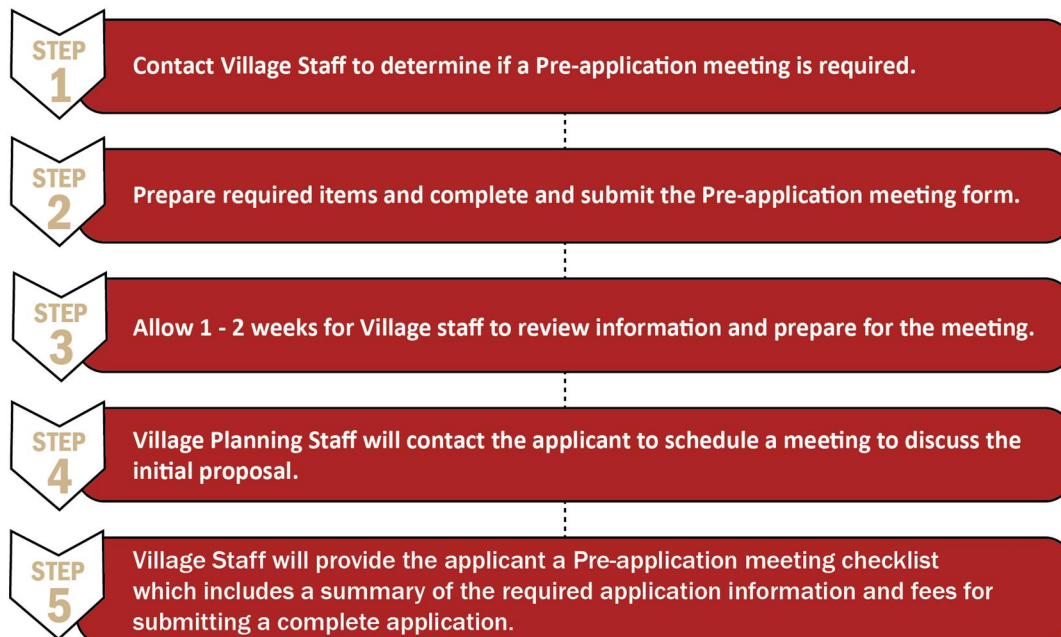 STEP
1
Contact Village Staff to determine if a Pre-application meeting is required.
STEP
2
Prepare required items and complete and submit the Pre-application meeting form.
STEP
3
Allow 1 - 2 weeks for Village staff to review information and prepare for the meeting.
STEP
4
Village Planning Staff will contact the applicant to schedule a meeting to discuss the
initial proposal.
STEP
5
Village Staff will provide the applicant a Pre-application meeting checklist
which includes a summary of the required application information and fees for
submitting a complete application.